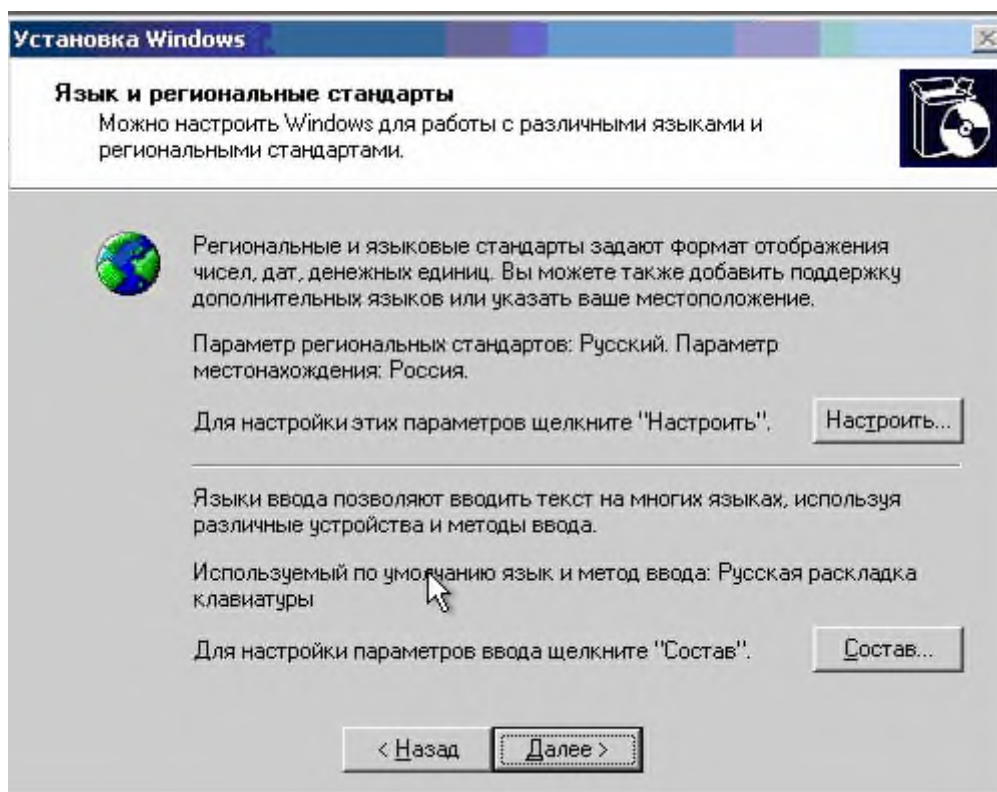 Установка Windows
Язык и региональные стандарты
Можно настроить Windows для работы с различными языками и
региональными стандартами.
Региональные и языковые стандарты задают формат отображения
чисел, дат, денежных единиц. Вы можете также добавить поддержку
дополнительных языков или указать ваше местоположение.
Параметр региональных стандартов: Русский. Параметр
местонахождения: Россия.
Для настройки этих параметров щелкните "Настроить".
Настроить...
Языки ввода позволяют вводить текст на многих языках, используя
различные устройства и методы ввода.
Используемый по умолчанию язык и метод ввода: Русская раскладка
клавиатуры
Для настройки параметров ввода щелкните "Состав".
Состав...
< Назад
Далее >